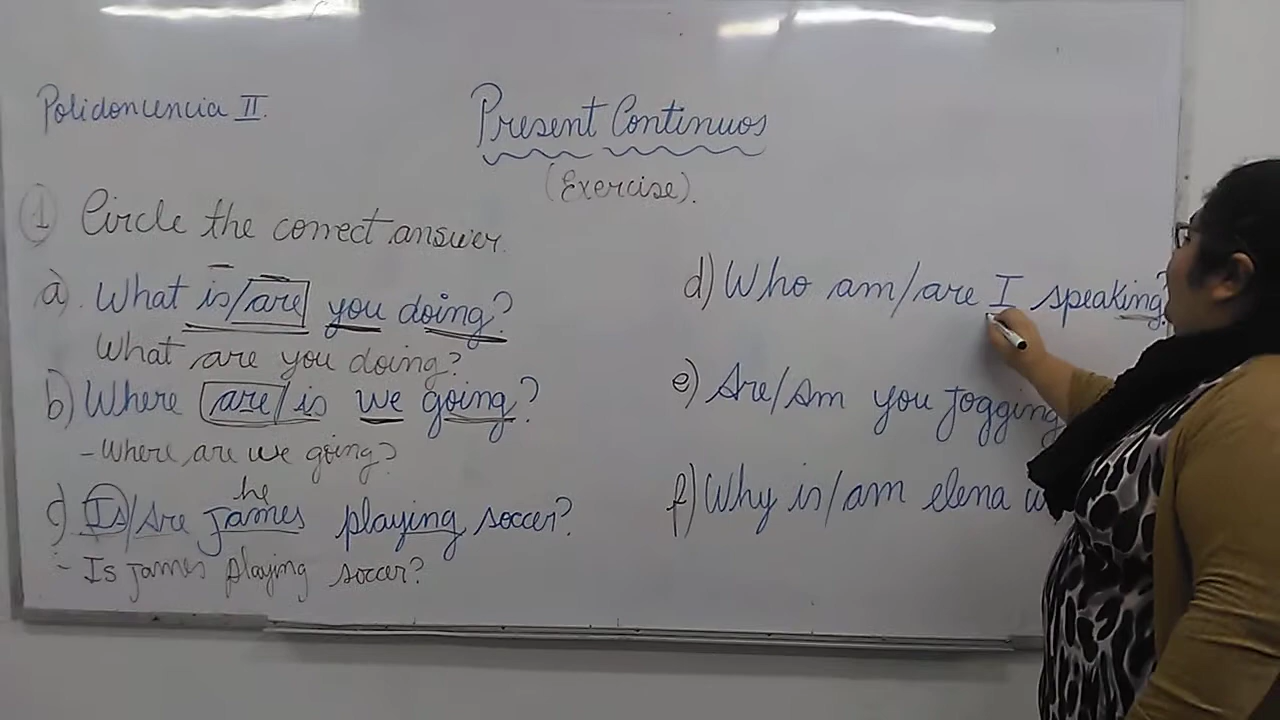 Polidocencia II.
Present Continuos
(Exercise).
1 Circle the correct answer.
a) What is/are you doing?
What are you doing?
b) Where are/is we going?
- Where are we going?
he
c) Is/Are James playing soccer?
- Is James playing soccer?
d) Who am/are I speaking?
e) Are/Am you Jogging
f) Why is/am elena